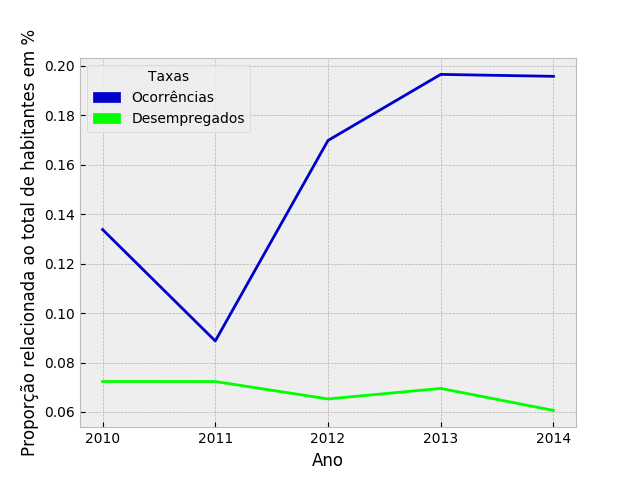 Proporção relacionada ao total de habitantes em %
0.20
0.18
0.16
0.14
0.12
0.10
0.08
0.06
Taxas
Ocorrências
Desempregados
2010 2011 2012 2013 2014
Ano